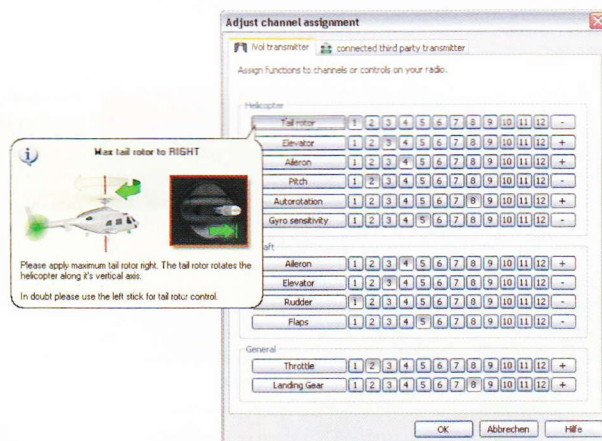 Adjust channel assignment
iVol transmitter connected third party transmitter
Assign functions to channels or controls on your radio.
Helicopter
Tail rotor 1 2 3 4 5 6 7 8 9 10 11 12 -
Elevator 1 2 3 4 5 6 7 8 9 10 11 12 +
Aileron 1 2 3 4 5 6 7 8 9 10 11 12 +
Pitch 1 2 3 4 5 6 7 8 9 10 11 12 -
Autorotation 1 2 3 4 5 6 7 8 9 10 11 12 +
Gyro sensitivity 1 2 3 4 5 6 7 8 9 10 11 12 -
Max tail rotor to RIGHT
Please apply maximum tail rotor right. The tail rotor rotates the
helicopter along it's vertical axis.
In doubt please use the left stick for tail rotor control.
aft
Aileron 1 2 3 4 5 6 7 8 9 10 11 12 +
Elevator 1 2 3 4 5 6 7 8 9 10 11 12 -
Rudder 1 2 3 4 5 6 7 8 9 10 11 12 -
Flaps 1 2 3 4 5 6 7 8 9 10 11 12 -
General
Throttle 1 2 3 4 5 6 7 8 9 10 11 12 +
Landing Gear 1 2 3 4 5 6 7 8 9 10 11 12 +
OK Abbrechen Hilfe